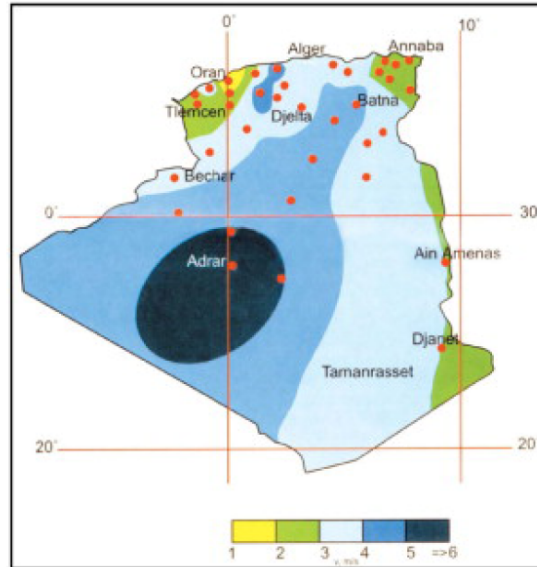 0° 10°
Alger Annaba
Oran
Batna
Tlemcen Djelfa
Bechar
0° 30°
Adrar Ain Amenas
Djanet
Tamanrasset
20° 20°
1 2 3 4 5 =>6
v, m/s